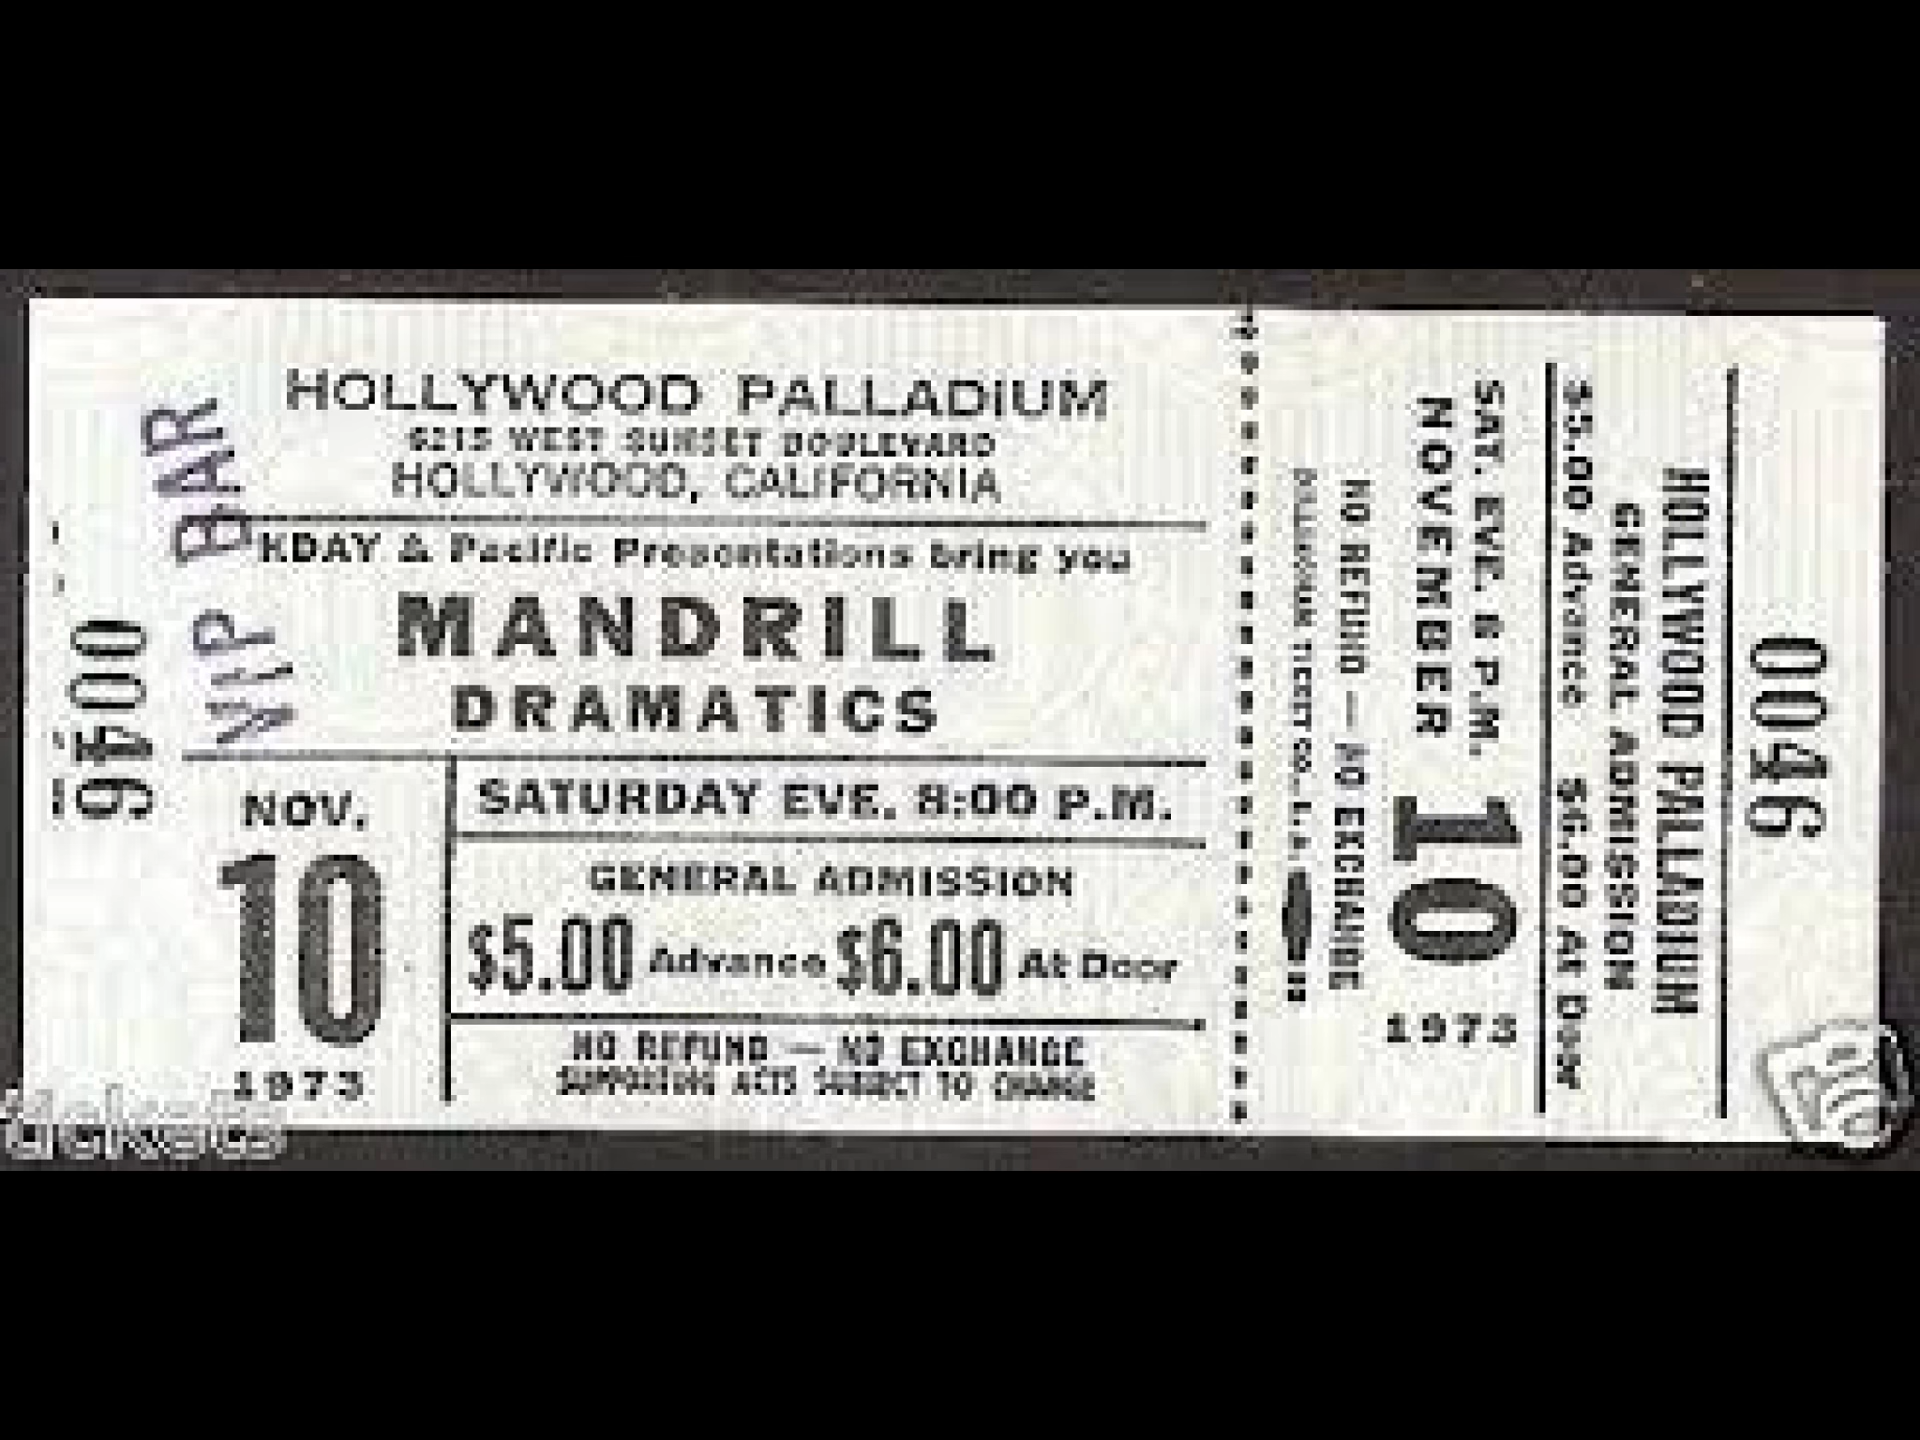 VIP BAR
0046
HOLLYWOOD PALLADIUM
6215 WEST SUNSET BOULEVARD
HOLLYWOOD, CALIFORNIA
KDAY & Pacific Presentations bring you
MANDRILL
DRAMATICS
NOV.
10
1973
SATURDAY EVE. 8:00 P.M.
GENERAL ADMISSION
$5.00 Advance $6.00 At Door
NO REFUND — NO EXCHANGE
SUPPORTING ACTS SUBJECT TO CHANGE
0046
HOLLYWOOD PALLADIUM
GENERAL ADMISSION
$5.00 Advance $6.00 At Door
SAT. EVE. 8 P.M.
NOVEMBER
10
1973
NO REFUND — NO EXCHANGE
TICKET CO., L.A.
tickets